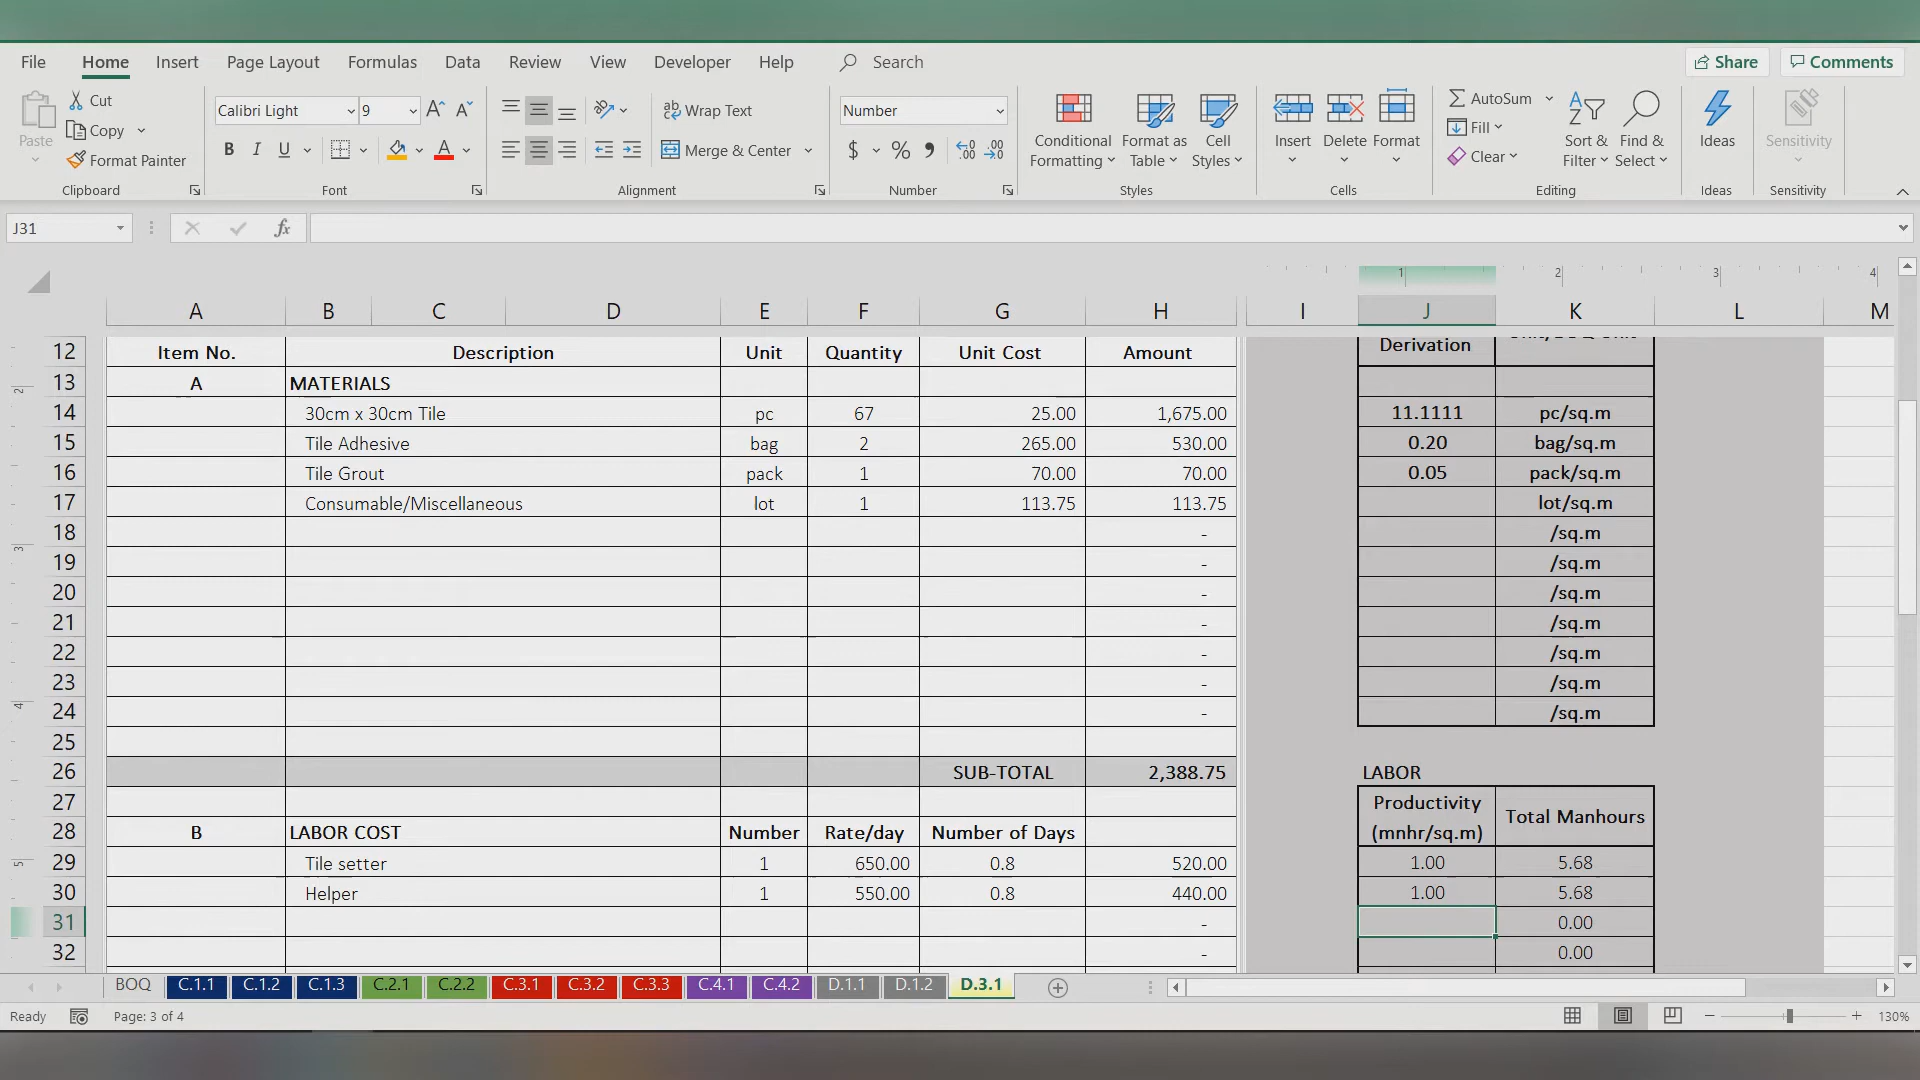 File Home Insert Page Layout Formulas Data Review View Developer Help Search Share Comments
Cut
Copy
Format Painter
Paste
Clipboard
Calibri Light 9
B I U
Font
Wrap Text
Merge & Center
Alignment
Number
$ % 9
Number
Conditional Formatting
Format as Table
Cell Styles
Styles
Insert Delete Format
Cells
AutoSum
Fill
Clear
Sort & Filter
Find & Select
Editing
Ideas
Ideas
Sensitivity
Sensitivity
J31 fx
1 2 3 4
A B C D E F G H I J K L M
12 Item No. Description Unit Quantity Unit Cost Amount Derivation
13 A MATERIALS
14 30cm x 30cm Tile pc 67 25.00 1,675.00 11.1111 pc/sq.m
15 Tile Adhesive bag 2 265.00 530.00 0.20 bag/sq.m
16 Tile Grout pack 1 70.00 70.00 0.05 pack/sq.m
17 Consumable/Miscellaneous lot 1 113.75 113.75 lot/sq.m
18 - /sq.m
19 - /sq.m
20 - /sq.m
21 - /sq.m
22 - /sq.m
23 - /sq.m
24 - /sq.m
25
26 SUB-TOTAL 2,388.75 LABOR
27 Productivity (mnhr/sq.m) Total Manhours
28 B LABOR COST Number Rate/day Number of Days
29 Tile setter 1 650.00 0.8 520.00 1.00 5.68
30 Helper 1 550.00 0.8 440.00 1.00 5.68
31 - 0.00
32 - 0.00
BOQ C.1.1 C.1.2 C.1.3 C.2.1 C.2.2 C.3.1 C.3.2 C.3.3 C.4.1 C.4.2 D.1.1 D.1.2 D.3.1
Ready Page: 3 of 4 130%